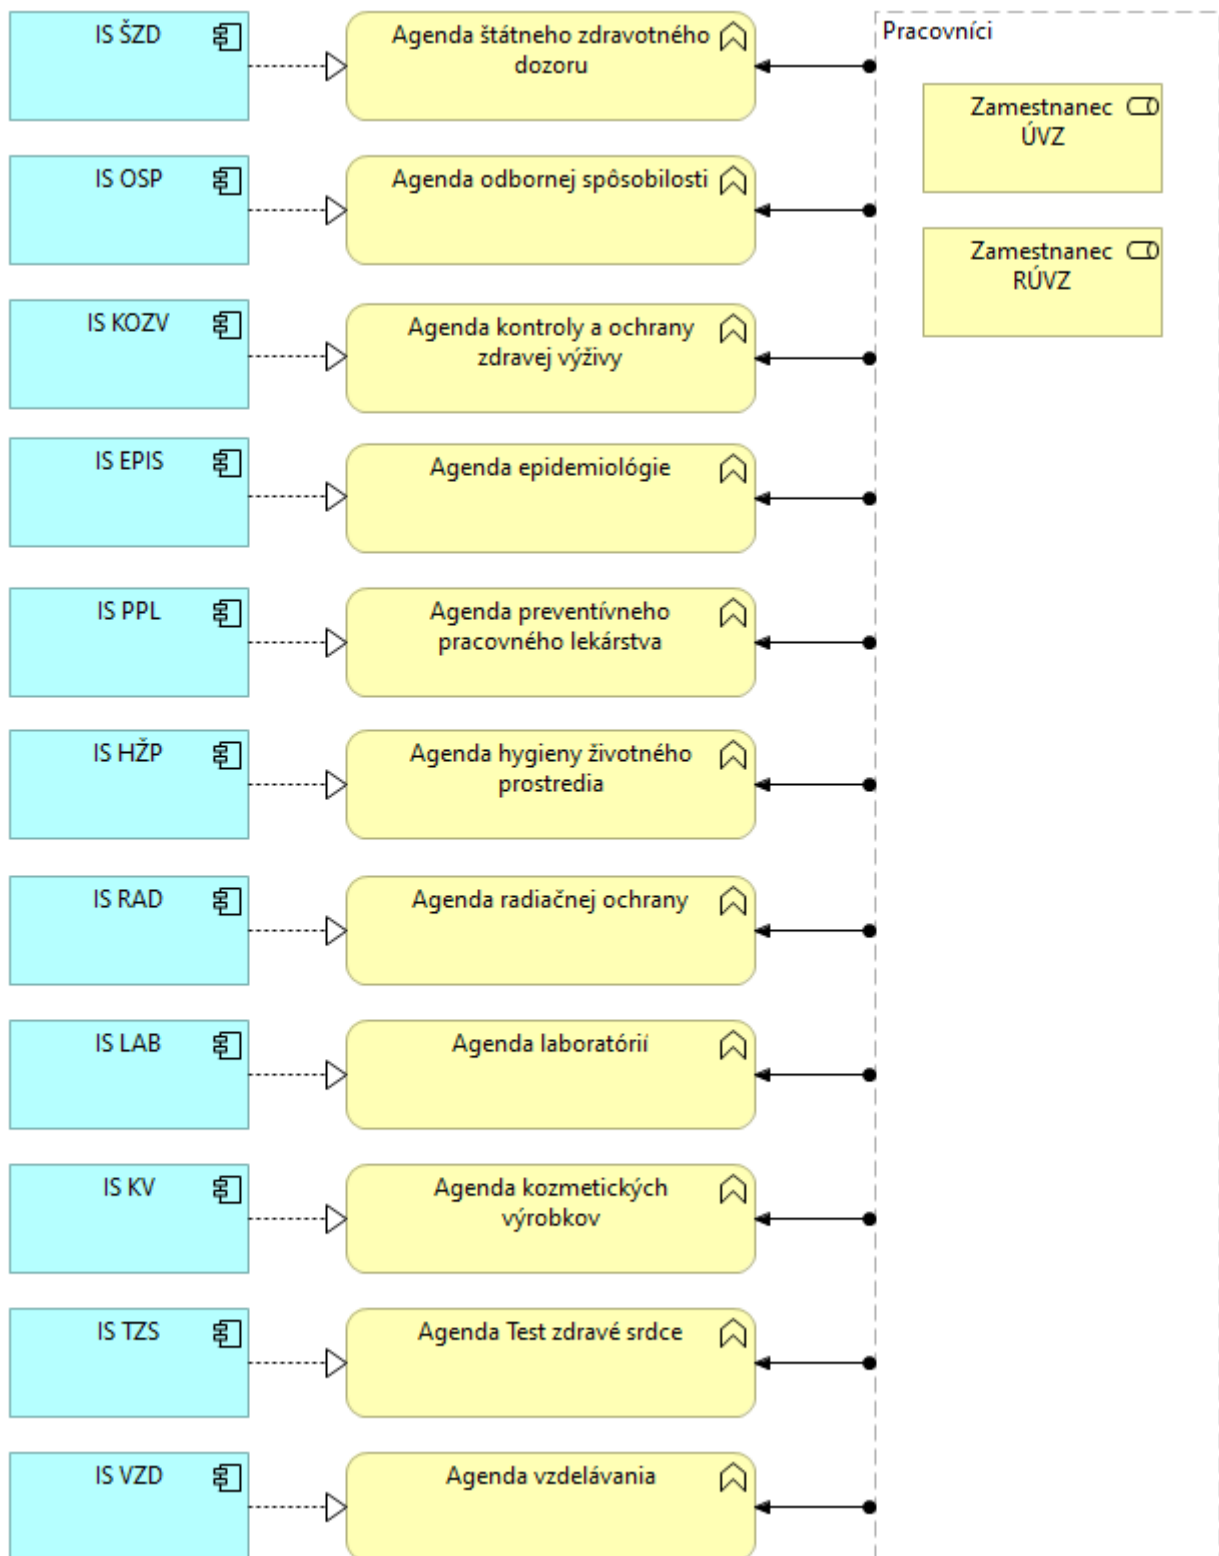 IS ŠZD
Agenda štátneho zdravotného
dozoru
Pracovníci
Zamestnanec
ÚVZ
IS OSP
Agenda odbornej spôsobilosti
Zamestnanec
RÚVZ
IS KOZV
Agenda kontroly a ochrany
zdravej výživy
IS EPIS
Agenda epidemiológie
IS PPL
Agenda preventívneho
pracovného lekárstva
IS HŽP
Agenda hygieny životného
prostredia
IS RAD
Agenda radiačnej ochrany
IS LAB
Agenda laboratórií
IS KV
Agenda kozmetických
výrobkov
IS TZS
Agenda Test zdravé srdce
IS VZD
Agenda vzdelávania